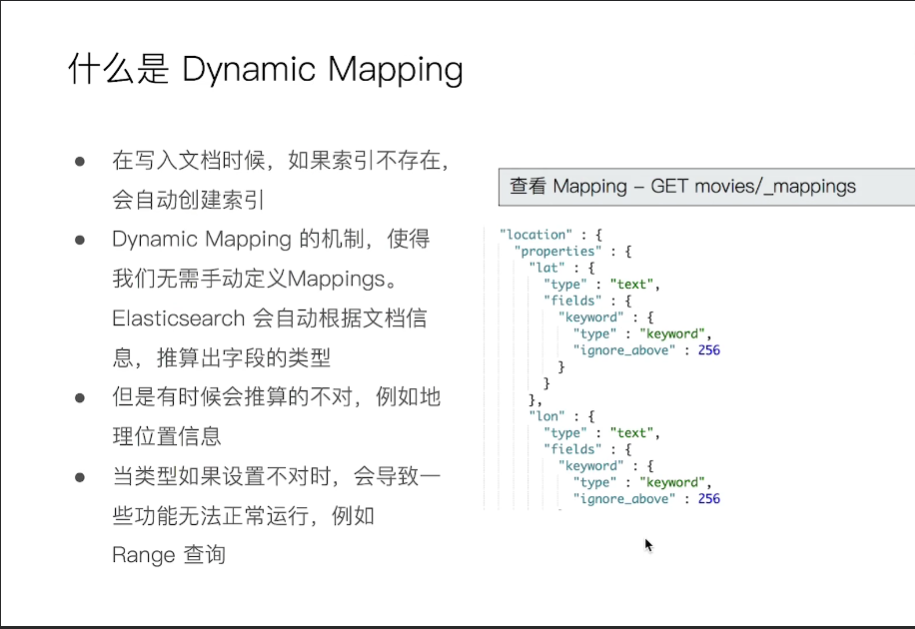 什么是 Dynamic Mapping
● 在写入文档时候，如果索引不存在，
会自动创建索引
● Dynamic Mapping 的机制，使得
我们无需手动定义Mappings。
Elasticsearch 会自动根据文档信
息，推算出字段的类型
● 但是有时候会推算的不对，例如地
理位置信息
● 当类型如果设置不对时，会导致一
些功能无法正常运行，例如
Range 查询
查看 Mapping – GET movies/_mappings
"location" : {
"properties" : {
"lat" : {
"type" : "text",
"fields" : {
"keyword" : {
"type" : "keyword",
"ignore_above" : 256
}
}
},
"lon" : {
"type" : "text",
"fields" : {
"keyword" : {
"type" : "keyword",
"ignore_above" : 256